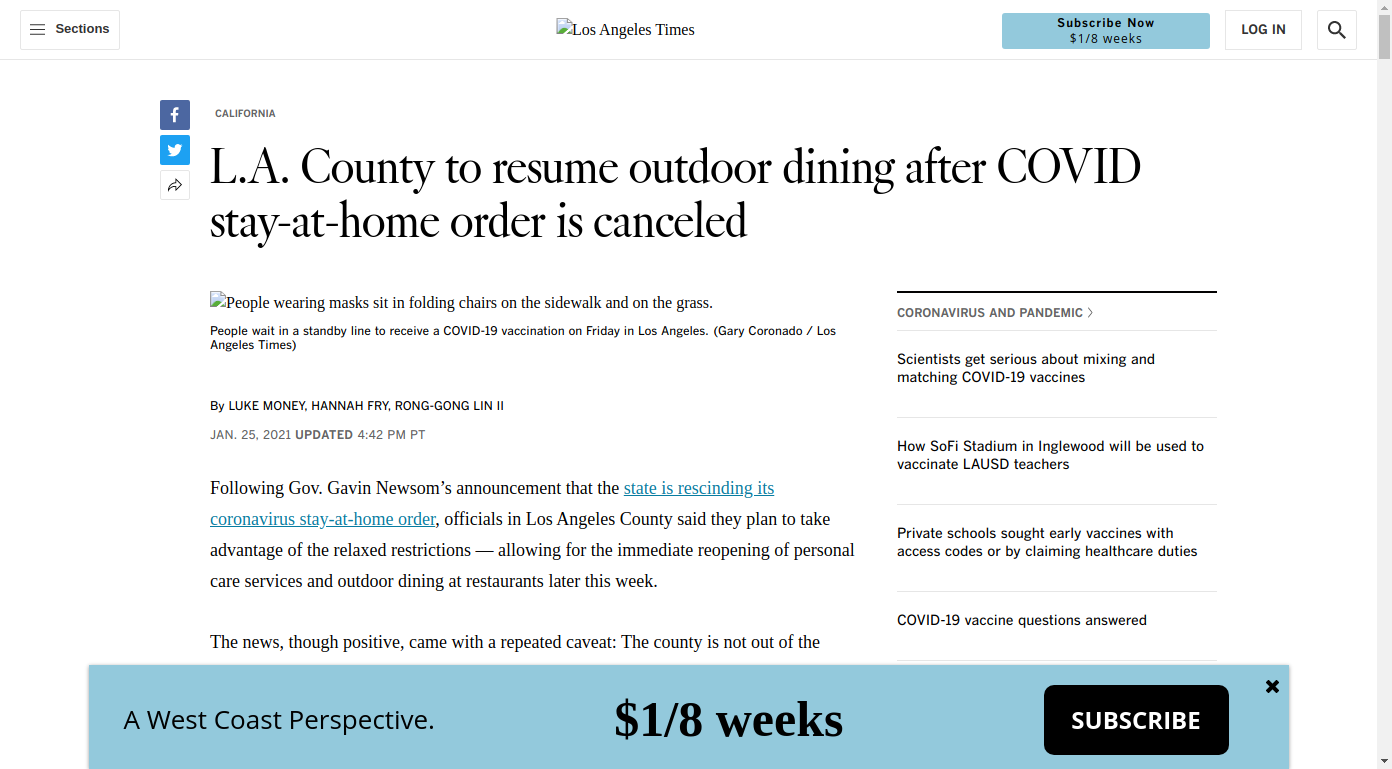 Sections
Los Angeles Times
Subscribe Now
$1/8 weeks
LOG IN
CALIFORNIA
L.A. County to resume outdoor dining after COVID
stay-at-home order is canceled
People wearing masks sit in folding chairs on the sidewalk and on the grass.
People wait in a standby line to receive a COVID-19 vaccination on Friday in Los Angeles. (Gary Coronado / Los
Angeles Times)
By LUKE MONEY, HANNAH FRY, RONG-GONG LIN II
JAN. 25, 2021 UPDATED 4:42 PM PT
Following Gov. Gavin Newsom’s announcement that the state is rescinding its
coronavirus stay-at-home order, officials in Los Angeles County said they plan to take
advantage of the relaxed restrictions — allowing for the immediate reopening of personal
care services and outdoor dining at restaurants later this week.
The news, though positive, came with a repeated caveat: The county is not out of the
CORONAVIRUS AND PANDEMIC
Scientists get serious about mixing and
matching COVID-19 vaccines
How SoFi Stadium in Inglewood will be used to
vaccinate LAUSD teachers
Private schools sought early vaccines with
access codes or by claiming healthcare duties
COVID-19 vaccine questions answered
A West Coast Perspective.
$1/8 weeks
SUBSCRIBE